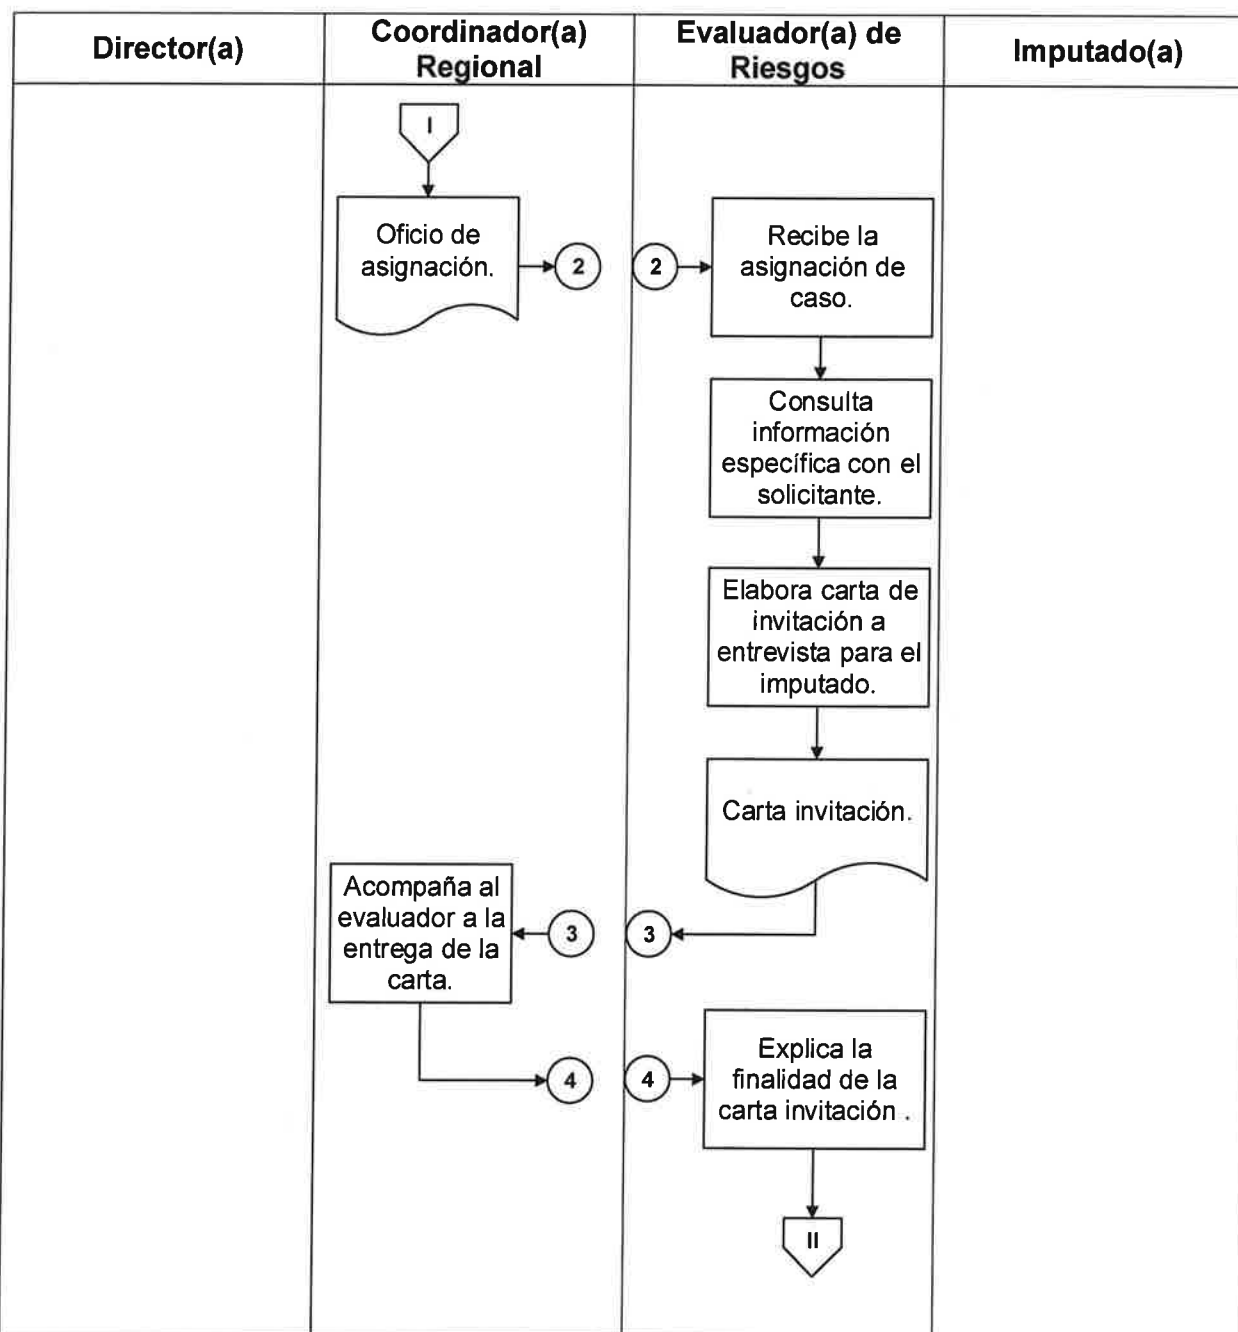 Director(a)
Coordinador(a)
Regional
Evaluador(a) de
Riesgos
Imputado(a)
I
Oficio de
asignación.
2
2
Recibe la
asignación de
caso.
Consulta
información
específica con el
solicitante.
Elabora carta de
invitación a
entrevista para el
imputado.
Carta invitación.
3
3
Acompaña al
evaluador a la
entrega de la
carta.
4
4
Explica la
finalidad de la
carta invitación .
II